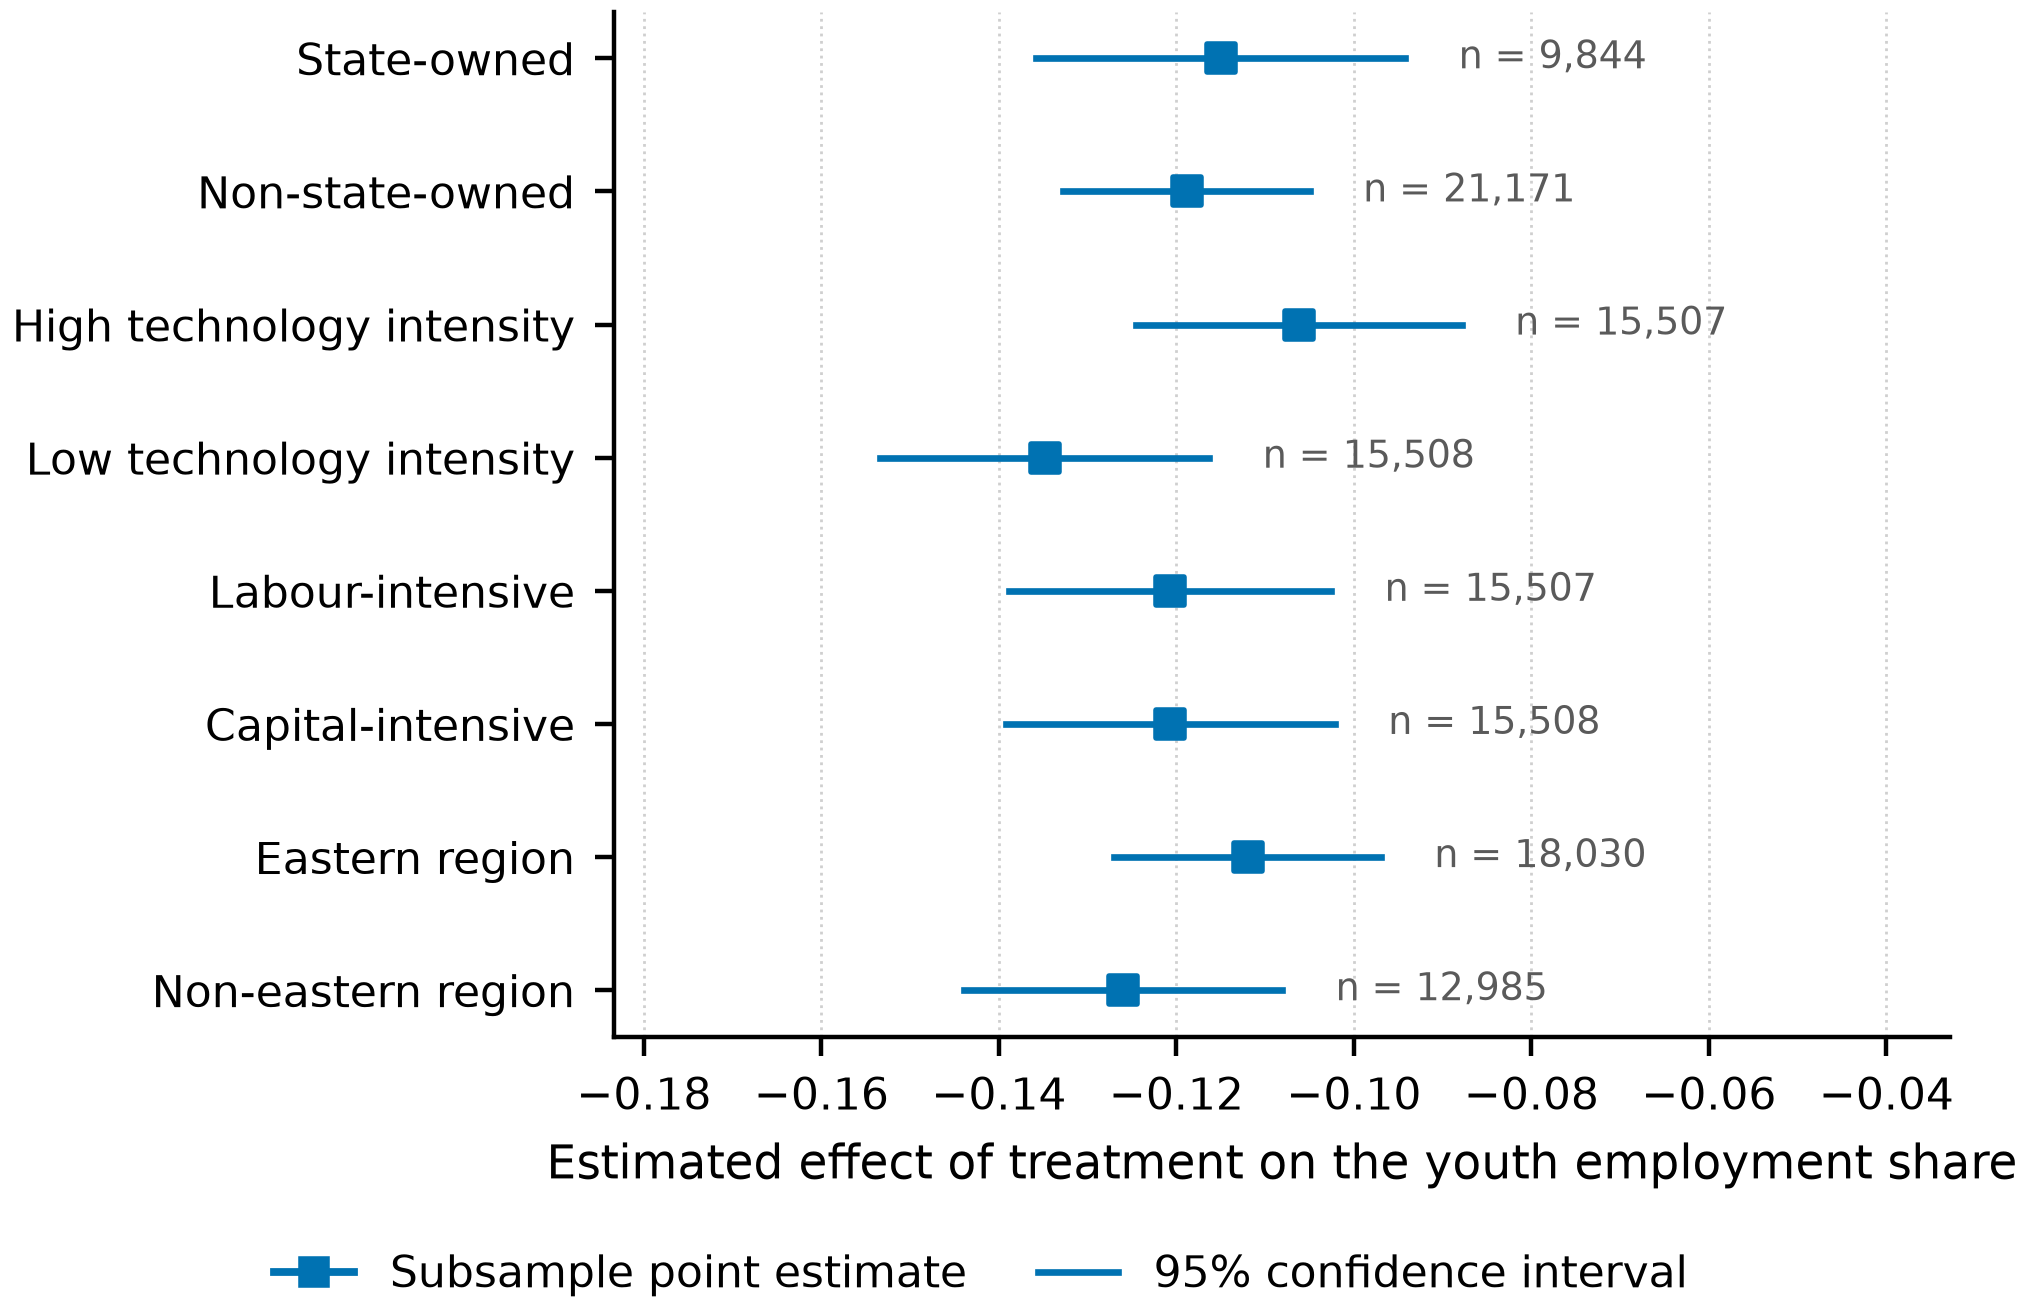 State-owned
n = 9,844
Non-state-owned
n = 21,171
High technology intensity
n = 15,507
Low technology intensity
n = 15,508
Labour-intensive
n = 15,507
Capital-intensive
n = 15,508
Eastern region
n = 18,030
Non-eastern region
n = 12,985
−0.18 −0.16 −0.14 −0.12 −0.10 −0.08 −0.06 −0.04
Estimated effect of treatment on the youth employment share
Subsample point estimate
95% confidence interval